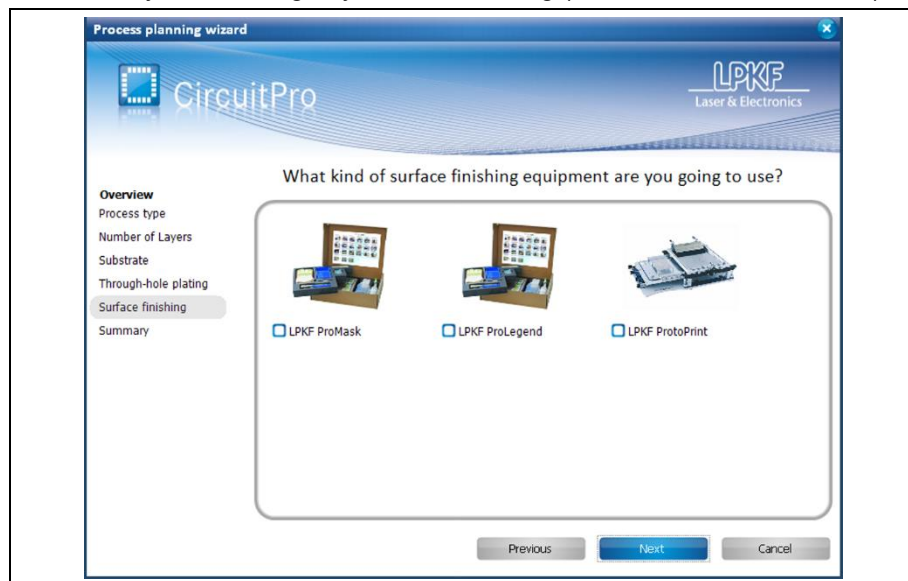 Process planning wizard
CircuitPro
LPKF
Laser & Electronics
What kind of surface finishing equipment are you going to use?
Overview
Process type
Number of Layers
Substrate
Through-hole plating
Surface finishing
Summary
LPKF ProMask
LPKF ProLegend
LPKF ProtoPrint
Previous
Next
Cancel